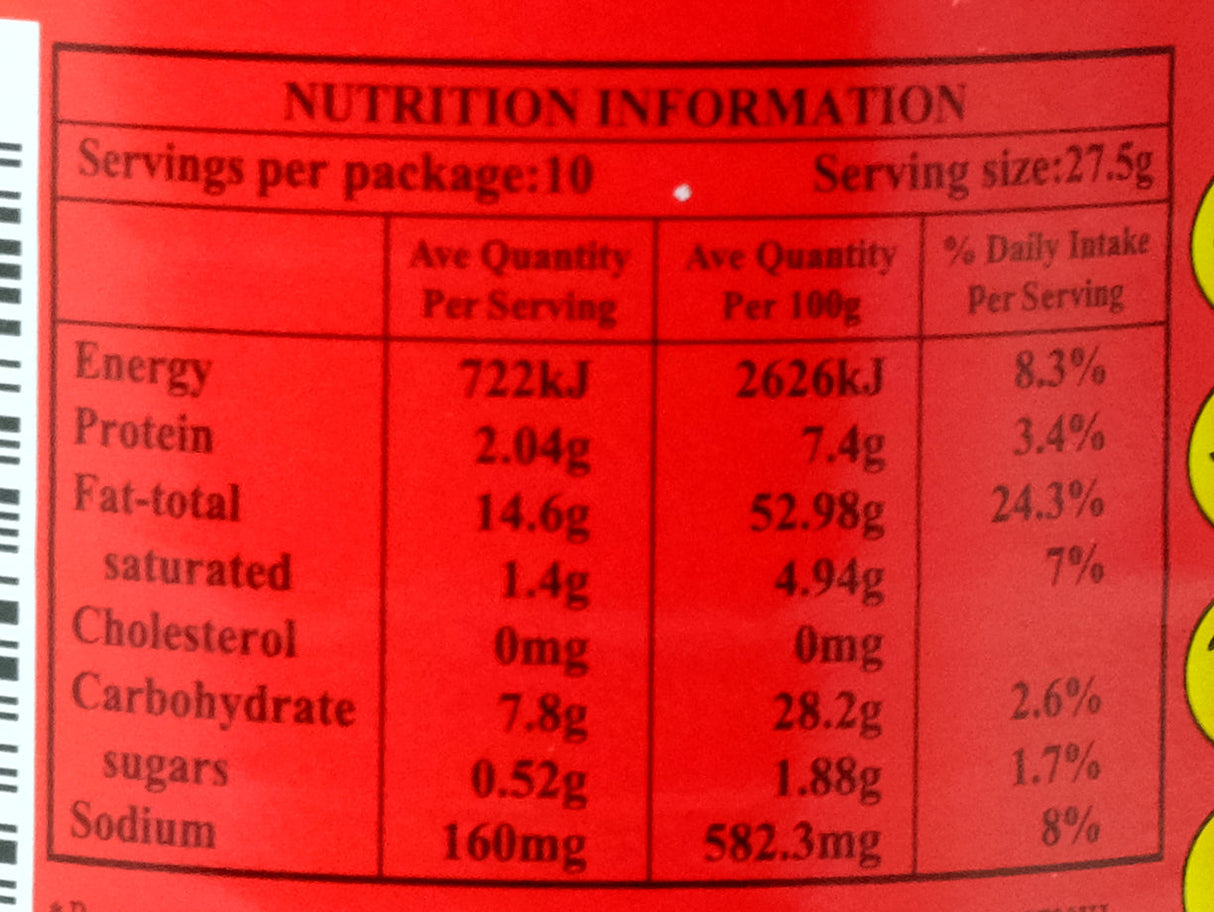 NUTRITION INFORMATION
Servings per package:10 Serving size:27.5g
Ave Quantity Per Serving Ave Quantity Per 100g % Daily Intake Per Serving
Energy 722kJ 2626kJ 8.3%
Protein 2.04g 7.4g 3.4%
Fat-total 14.6g 52.98g 24.3%
saturated 1.4g 4.94g 7%
Cholesterol 0mg 0mg
Carbohydrate 7.8g 28.2g 2.6%
sugars 0.52g 1.88g 1.7%
Sodium 160mg 582.3mg 8%